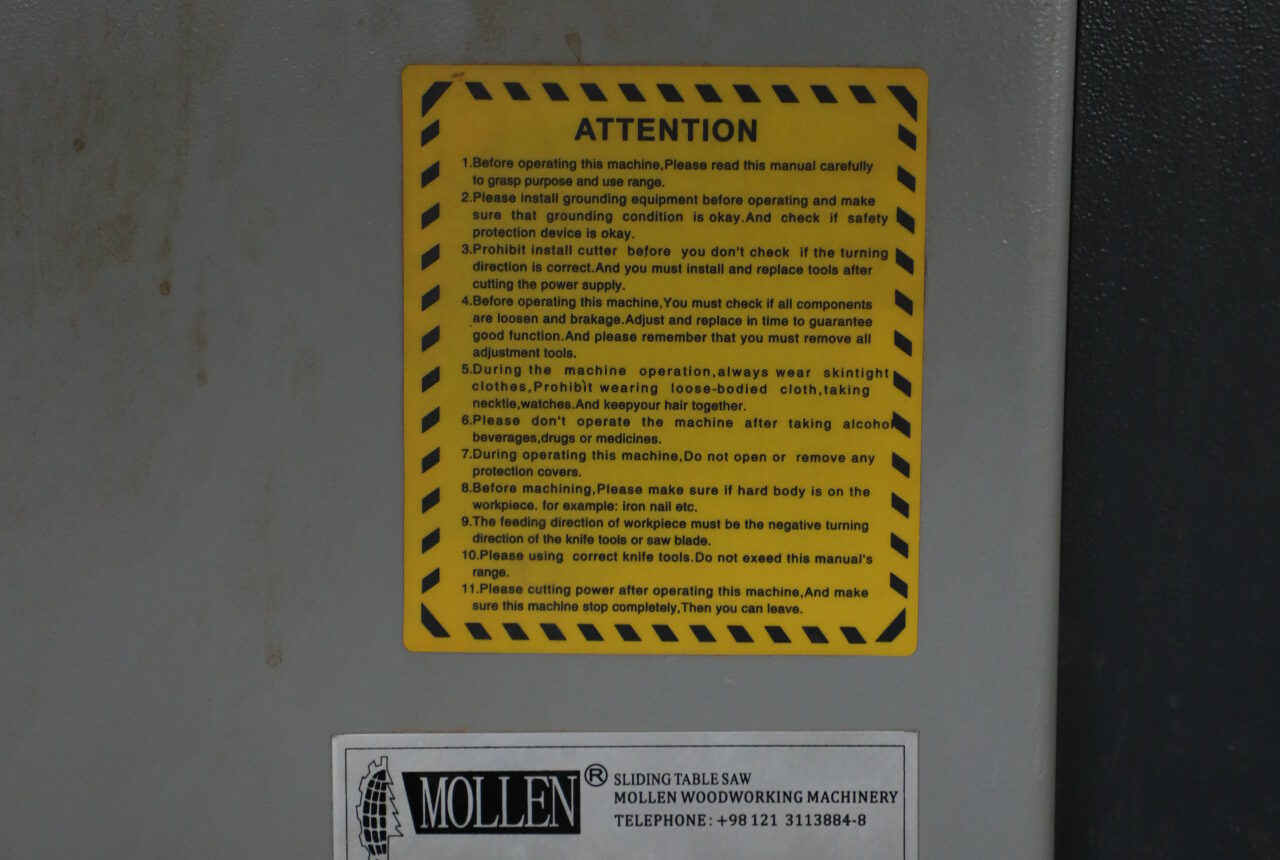 ATTENTION
1.Before operating this machine,Please read this manual carefully
to grasp purpose and use range.
2.Please install grounding equipment before operating and make
sure that grounding condition is okay.And check if safety
protection device is okay.
3.Prohibit install cutter before you don't check if the turning
direction is correct.And you must install and replace tools after
cutting the power supply.
4.Before operating this machine,You must check if all components
are loosen and brakage.Adjust and replace in time to guarantee
good function.And please remember that you must remove all
adjustment tools.
5.During the machine operation,always wear skintight
clothes,Prohibit wearing loose-bodied cloth,taking
necktie,watches.And keepyour hair together.
6.Please don't operate the machine after taking alcohol
beverages,drugs or medicines.
7.During operating this machine,Do not open or remove any
protection covers.
8.Before machining,Please make sure if hard body is on the
workpiece. for example: iron nail etc.
9.The feeding direction of workpiece must be the negative turning
direction of the knife tools or saw blade.
10.Please using correct knife tools.Do not exeed this manual's
range.
11.Please cutting power after operating this machine,And make
sure this machine stop completely,Then you can leave.
MOLLEN®
SLIDING TABLE SAW
MOLLEN WOODWORKING MACHINERY
TELEPHONE: +98 121 3113884-8